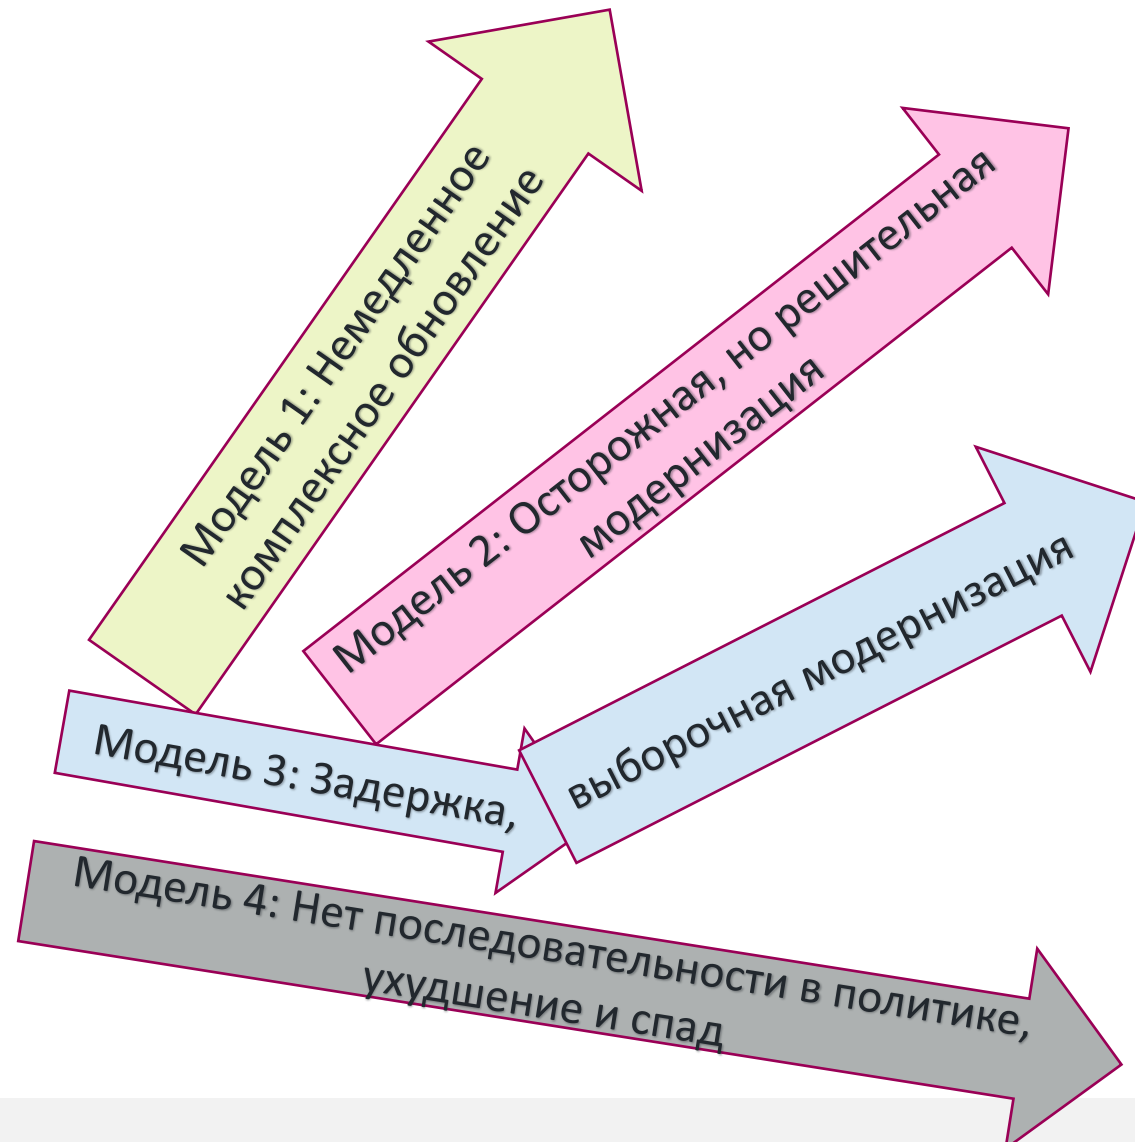 Модель 1: Немедленное
комплексное обновление
Модель 2: Осторожная, но решительная
модернизация
Модель 3: Задержка,
выборочная модернизация
Модель 4: Нет последовательности в политике,
ухудшение и спад